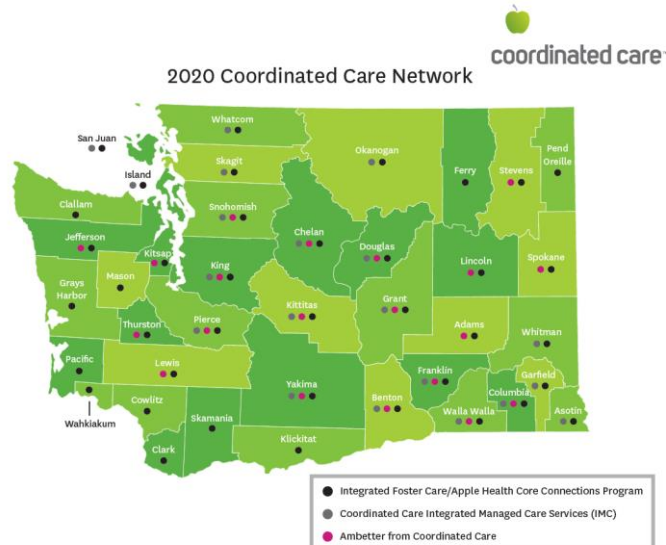 coordinated care
2020 Coordinated Care Network
Whatcom
San Juan
Okanogan
Pend
Oreille
Skagit
Ferry
Stevens
Island
Clallam
Snohomish
Chelan
Jefferson
Douglas
Kitsap
King
Lincoln
Spokane
Mason
Grays
Harbor
Kittitas
Grant
Pierce
Thurston
Adams
Whitman
Pacific
Lewis
Franklin
Garfield
Yakima
Columbia
Benton
Cowlitz
Walla Walla
Asotin
Wahkiakum
Skamania
Klickitat
Clark
Integrated Foster Care/Apple Health Core Connections Program
Coordinated Care Integrated Managed Care Services (IMC)
Ambetter from Coordinated Care